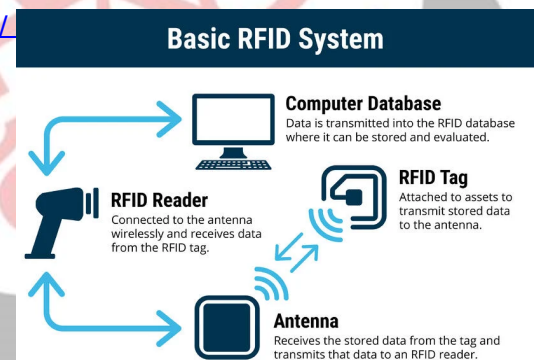 /
Basic RFID System
Computer Database
Data is transmitted into the RFID database
where it can be stored and evaluated.
RFID Tag
Attached to assets to
transmit stored data
to the antenna.
RFID Reader
Connected to the antenna
wirelessly and receives data
from the RFID tag.
Antenna
Receives the stored data from the tag and
transmits that data to an RFID reader.